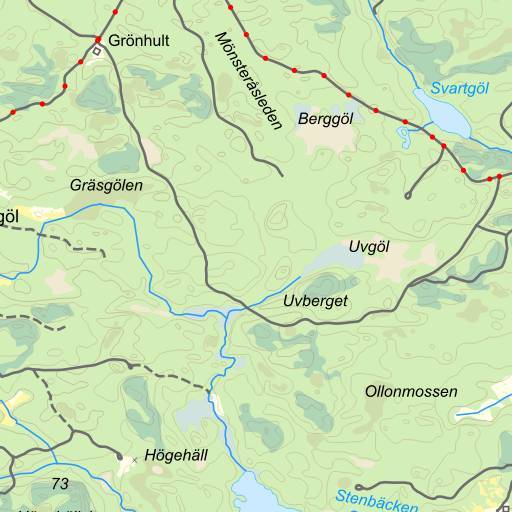 Grönhult
Mönsteråsleden
Svartgöl
Berggöl
Gräsgölen
göl
Uvgöl
Uvberget
Ollonmossen
Högehäll
73
Stenbäcken